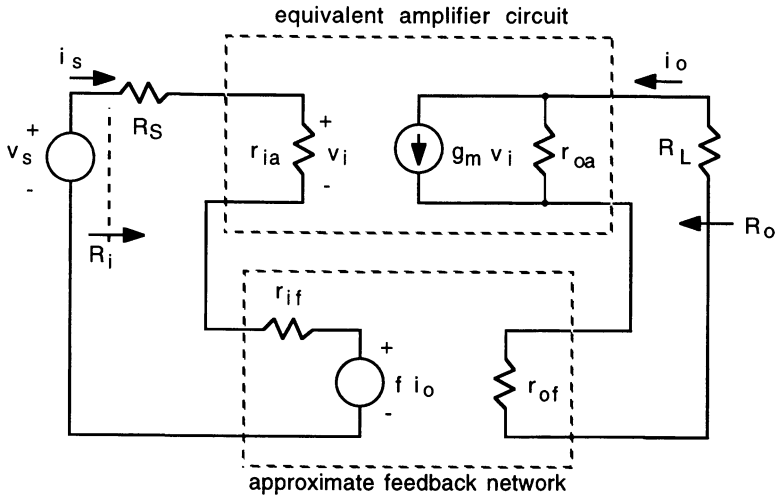 equivalent amplifier circuit
i s
i o
R S
+
v s
-
r ia
+
v i
-
g m v i
r oa
R L
R i
R o
r if
+
f i o
-
r of
approximate feedback network